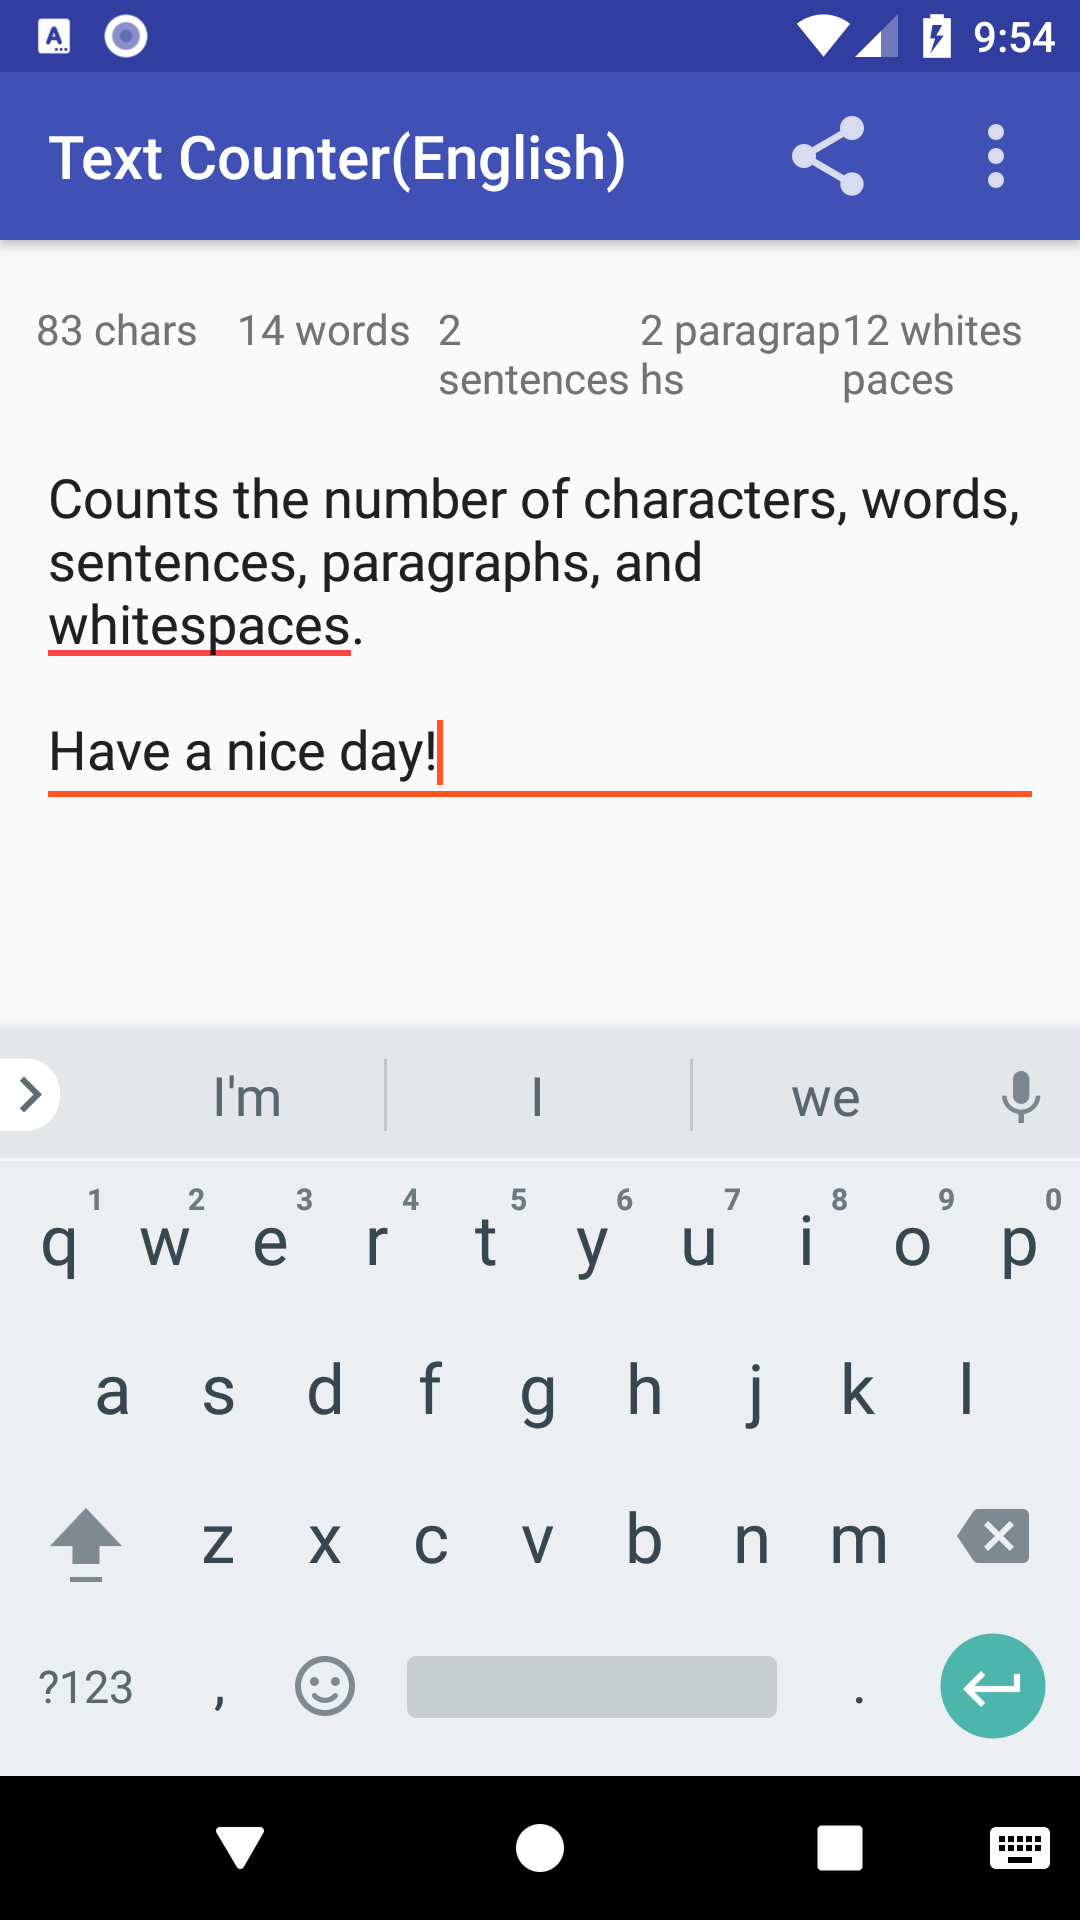 9:54
Text Counter(English)
83 chars 14 words 2 sentences 2 paragraphs 12 whitespaces
Counts the number of characters, words,
sentences, paragraphs, and
whitespaces.
Have a nice day!
I'm I we
1 2 3 4 5 6 7 8 9 0
q w e r t y u i o p
a s d f g h j k l
z x c v b n m
?123 , .